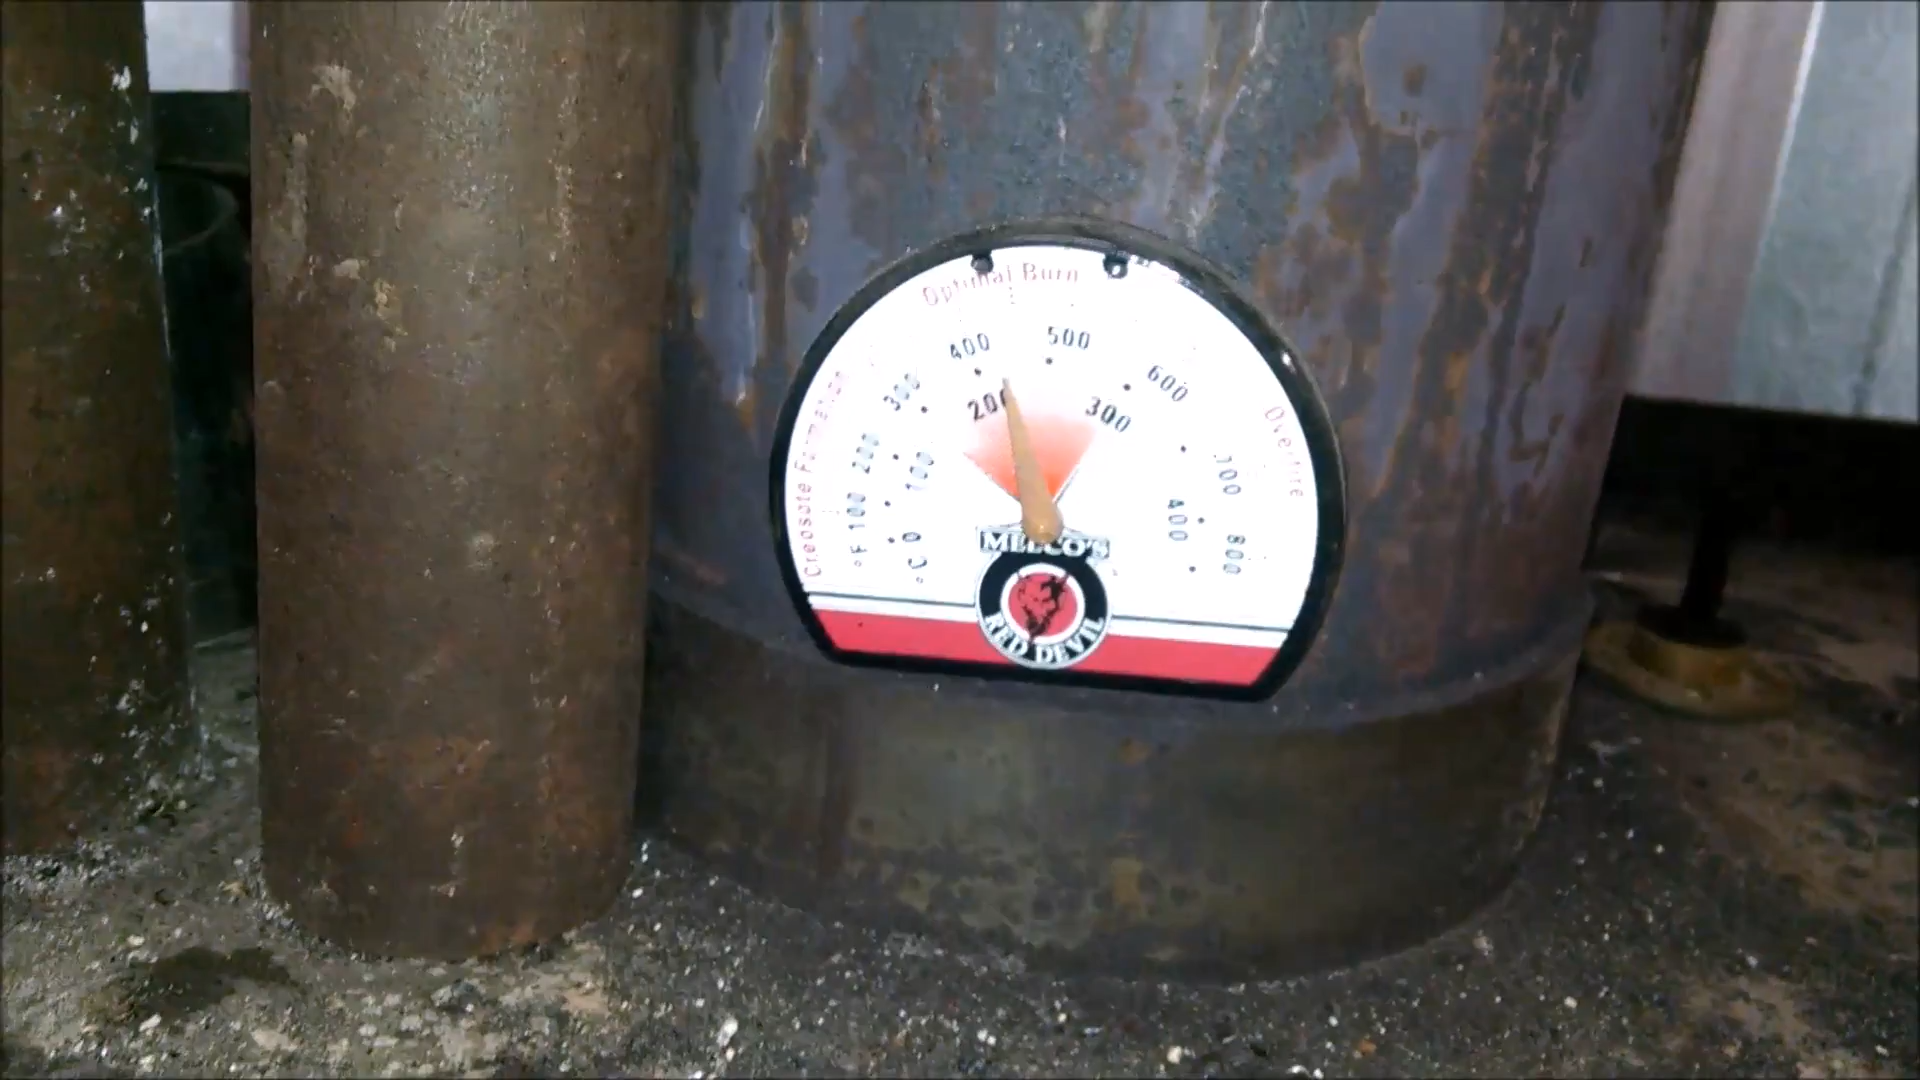 Optimal Burn
Creosote Formation
Overfire
°F 100 200 300 400 500 600 700 800
°C 0 100 200 300 400
MELCO'S
RED DEVIL